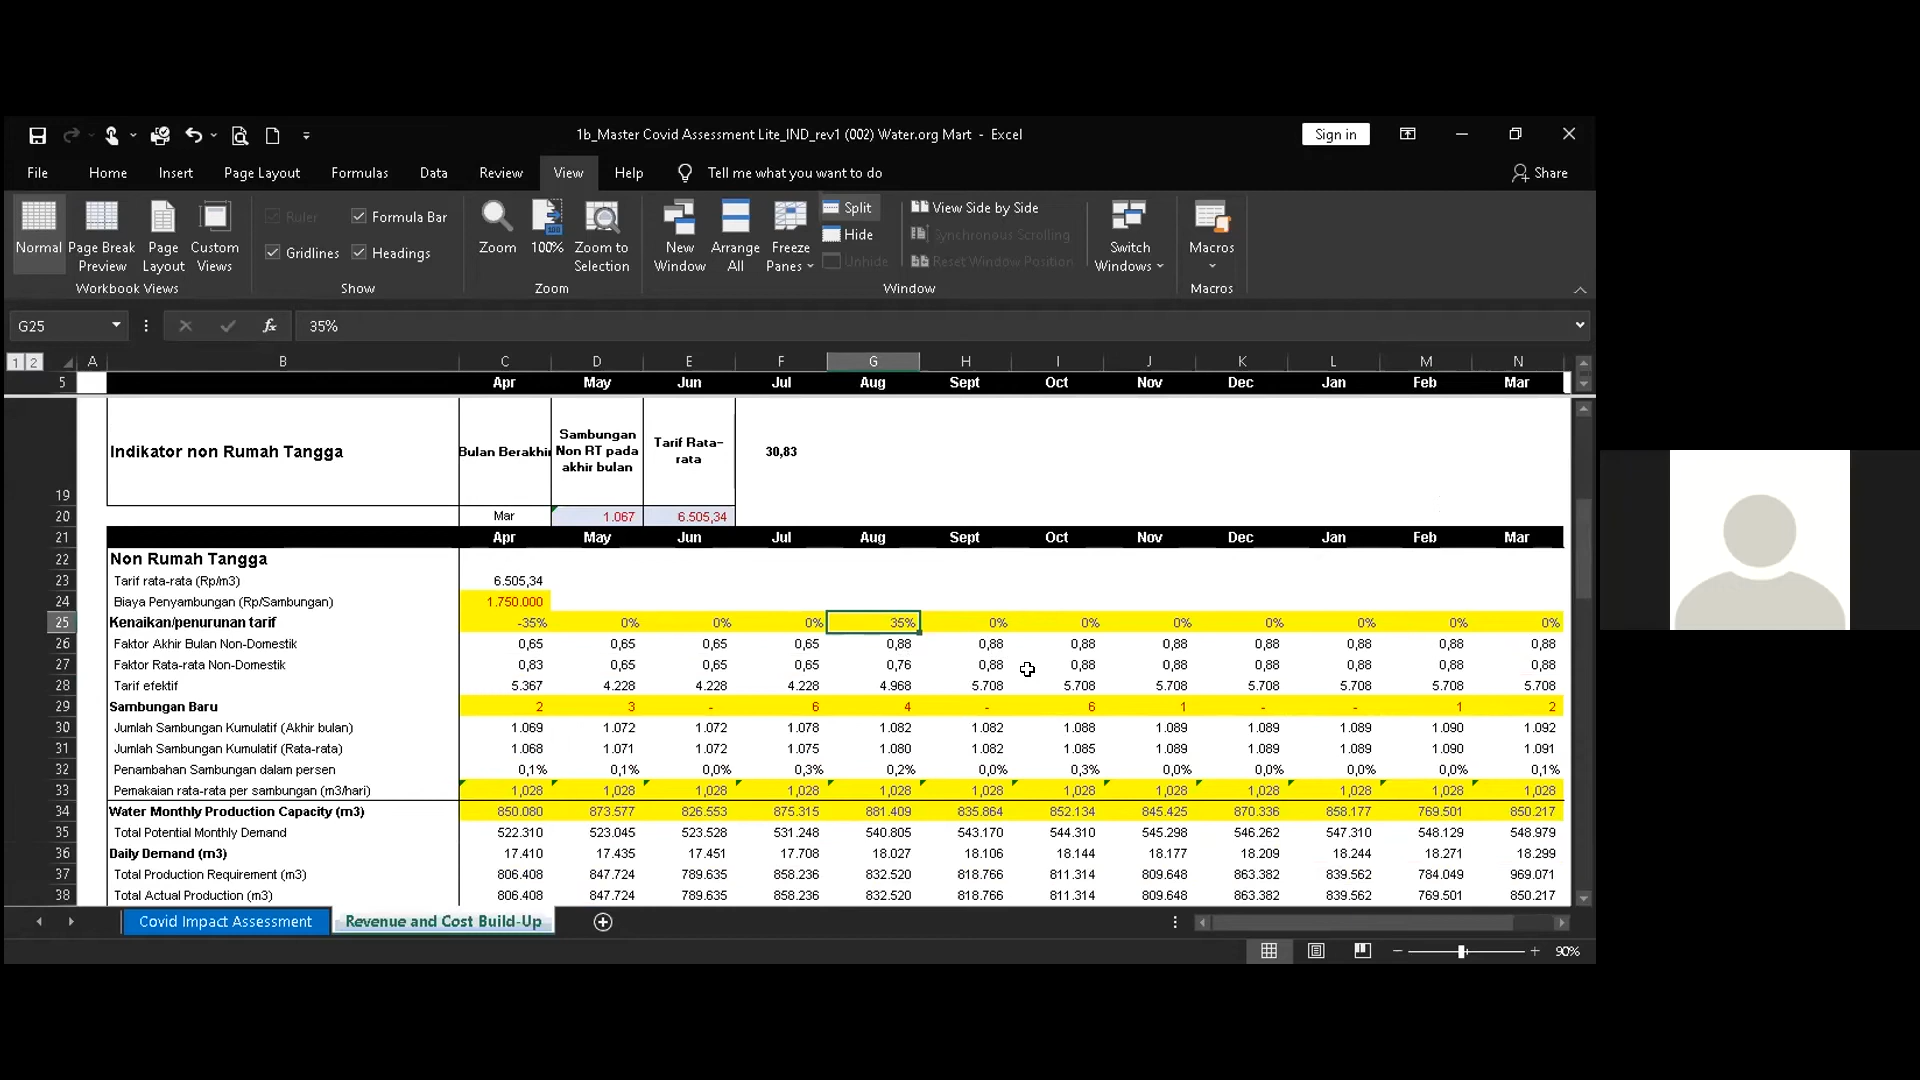 1b_Master Covid Assessment Lite_IND_rev1 (002) Water.org Mart - Excel
Sign in
File Home Insert Page Layout Formulas Data Review View Help Tell me what you want to do Share
Normal Page Break Preview Page Layout Custom Views
Workbook Views
Ruler Formula Bar
Gridlines Headings
Show
Zoom 100% Zoom to Selection
Zoom
New Window Arrange All Freeze Panes
Split
Hide
Unhide
View Side by Side
Synchronous Scrolling
Reset Window Position
Switch Windows
Window
Macros
Macros
G25 fx 35%
1 2 A B C D E F G H I J K L M N
5 Apr May Jun Jul Aug Sept Oct Nov Dec Jan Feb Mar
19 Indikator non Rumah Tangga Bulan Berakhir Sambungan Non RT pada akhir bulan Tarif Rata-rata 30,83
20 Mar 1.067 6.505,34
21 Apr May Jun Jul Aug Sept Oct Nov Dec Jan Feb Mar
22 Non Rumah Tangga
23 Tarif rata-rata (Rp/m3) 6.505,34
24 Biaya Penyambungan (Rp/Sambungan) 1.750.000
25 Kenaikan/penurunan tarif -35% 0% 0% 0% 35% 0% 0% 0% 0% 0% 0% 0%
26 Faktor Akhir Bulan Non-Domestik 0,65 0,65 0,65 0,65 0,88 0,88 0,88 0,88 0,88 0,88 0,88 0,88
27 Faktor Rata-rata Non-Domestik 0,83 0,65 0,65 0,65 0,76 0,88 0,88 0,88 0,88 0,88 0,88 0,88
28 Tarif efektif 5.367 4.228 4.228 4.228 4.968 5.708 5.708 5.708 5.708 5.708 5.708 5.708
29 Sambungan Baru 2 3 - 6 4 - 6 1 - - 1 2
30 Jumlah Sambungan Kumulatif (Akhir bulan) 1.069 1.072 1.072 1.078 1.082 1.082 1.088 1.089 1.089 1.089 1.090 1.092
31 Jumlah Sambungan Kumulatif (Rata-rata) 1.068 1.071 1.072 1.075 1.080 1.082 1.085 1.089 1.089 1.089 1.090 1.091
32 Penambahan Sambungan dalam persen 0,1% 0,1% 0,0% 0,3% 0,2% 0,0% 0,3% 0,0% 0,0% 0,0% 0,0% 0,1%
33 Pemakaian rata-rata per sambungan (m3/hari) 1,028 1,028 1,028 1,028 1,028 1,028 1,028 1,028 1,028 1,028 1,028 1,028
34 Water Monthly Production Capacity (m3) 850.080 873.577 826.553 875.315 881.409 835.864 852.134 845.425 870.336 858.177 769.501 850.217
35 Total Potential Monthly Demand 522.310 523.045 523.528 531.248 540.805 543.170 544.310 545.298 546.262 547.310 548.129 548.979
36 Daily Demand (m3) 17.410 17.435 17.451 17.708 18.027 18.106 18.144 18.177 18.209 18.244 18.271 18.299
37 Total Production Requirement (m3) 806.408 847.724 789.635 858.236 832.520 818.766 811.314 809.648 863.382 839.562 784.049 969.071
38 Total Actual Production (m3) 806.408 847.724 789.635 858.236 832.520 818.766 811.314 809.648 863.382 839.562 769.501 850.217
Covid Impact Assessment Revenue and Cost Build-Up
90%